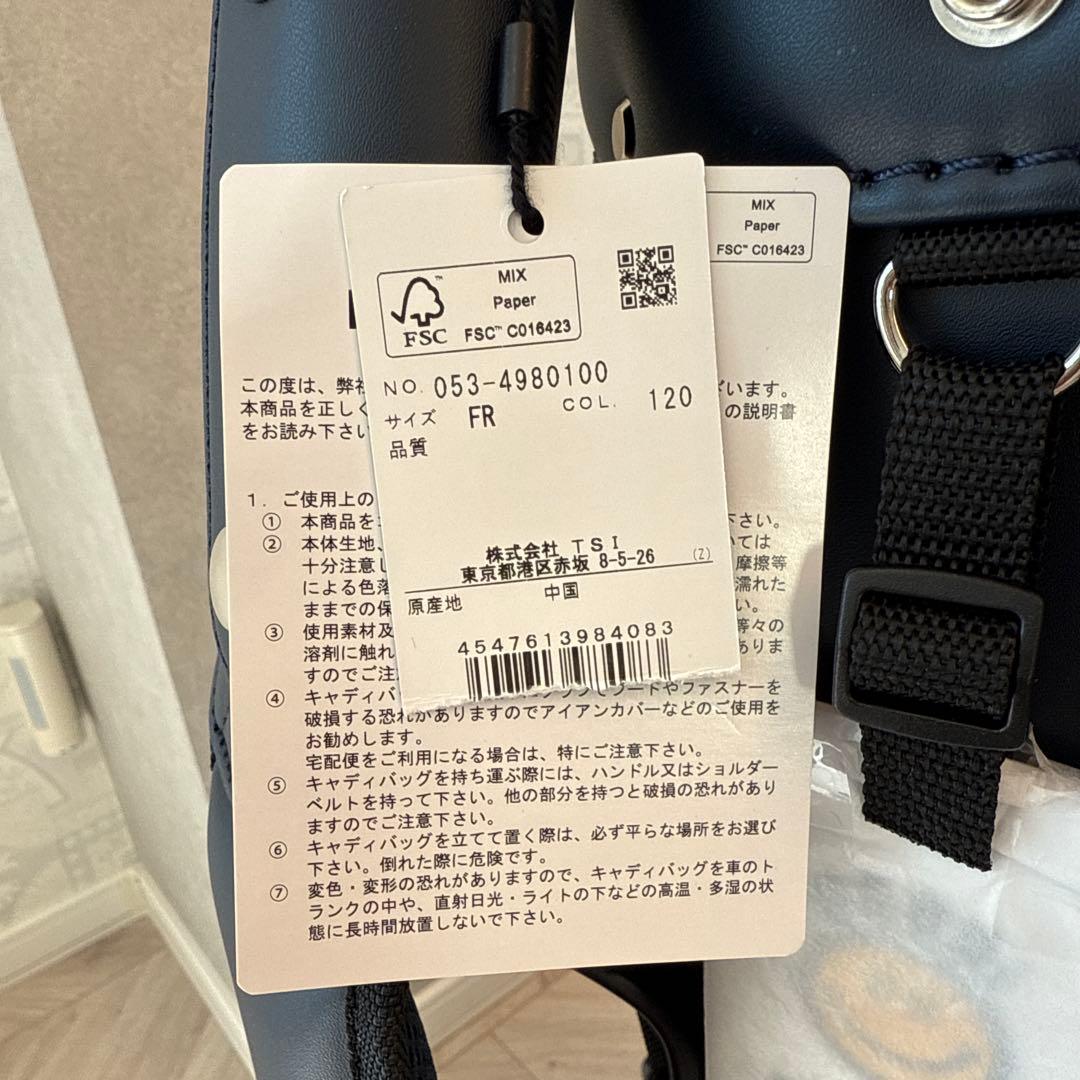 MIX
Paper
FSC™ C016423
MIX
Paper
FSC™ C016423
FSC
NO. 053-4980100
サイズ FR COL. 120
品質
株式会社 TSI
東京都港区赤坂 8-5-26 (Z)
原産地 中国
4547613984083
この度は、弊社 ざいます。
本商品を正しく の説明書
をお読み下さい
1. ご使用上の
① 本商品を 下さい。
② 本体生地、 いては
十分注意し 摩擦等
による色落 濡れた
ままでの保 い。
③ 使用素材及 等々の
溶剤に触れ ありま
すのでご注
④ キャディバ フードやファスナーを
破損する恐れがありますのでアイアンカバーなどのご使用を
お勧めします。
宅配便をご利用になる場合は、特にご注意下さい。
⑤ キャディバッグを持ち運ぶ際には、ハンドル又はショルダー
ベルトを持って下さい。他の部分を持つと破損の恐れがあり
ますのでご注意下さい。
⑥ キャディバッグを立てて置く際は、必ず平らな場所をお選び
下さい。倒れた際に危険です。
⑦ 変色・変形の恐れがありますので、キャディバッグを車のト
ランクの中や、直射日光・ライトの下などの高温・多湿の状
態に長時間放置しないで下さい。